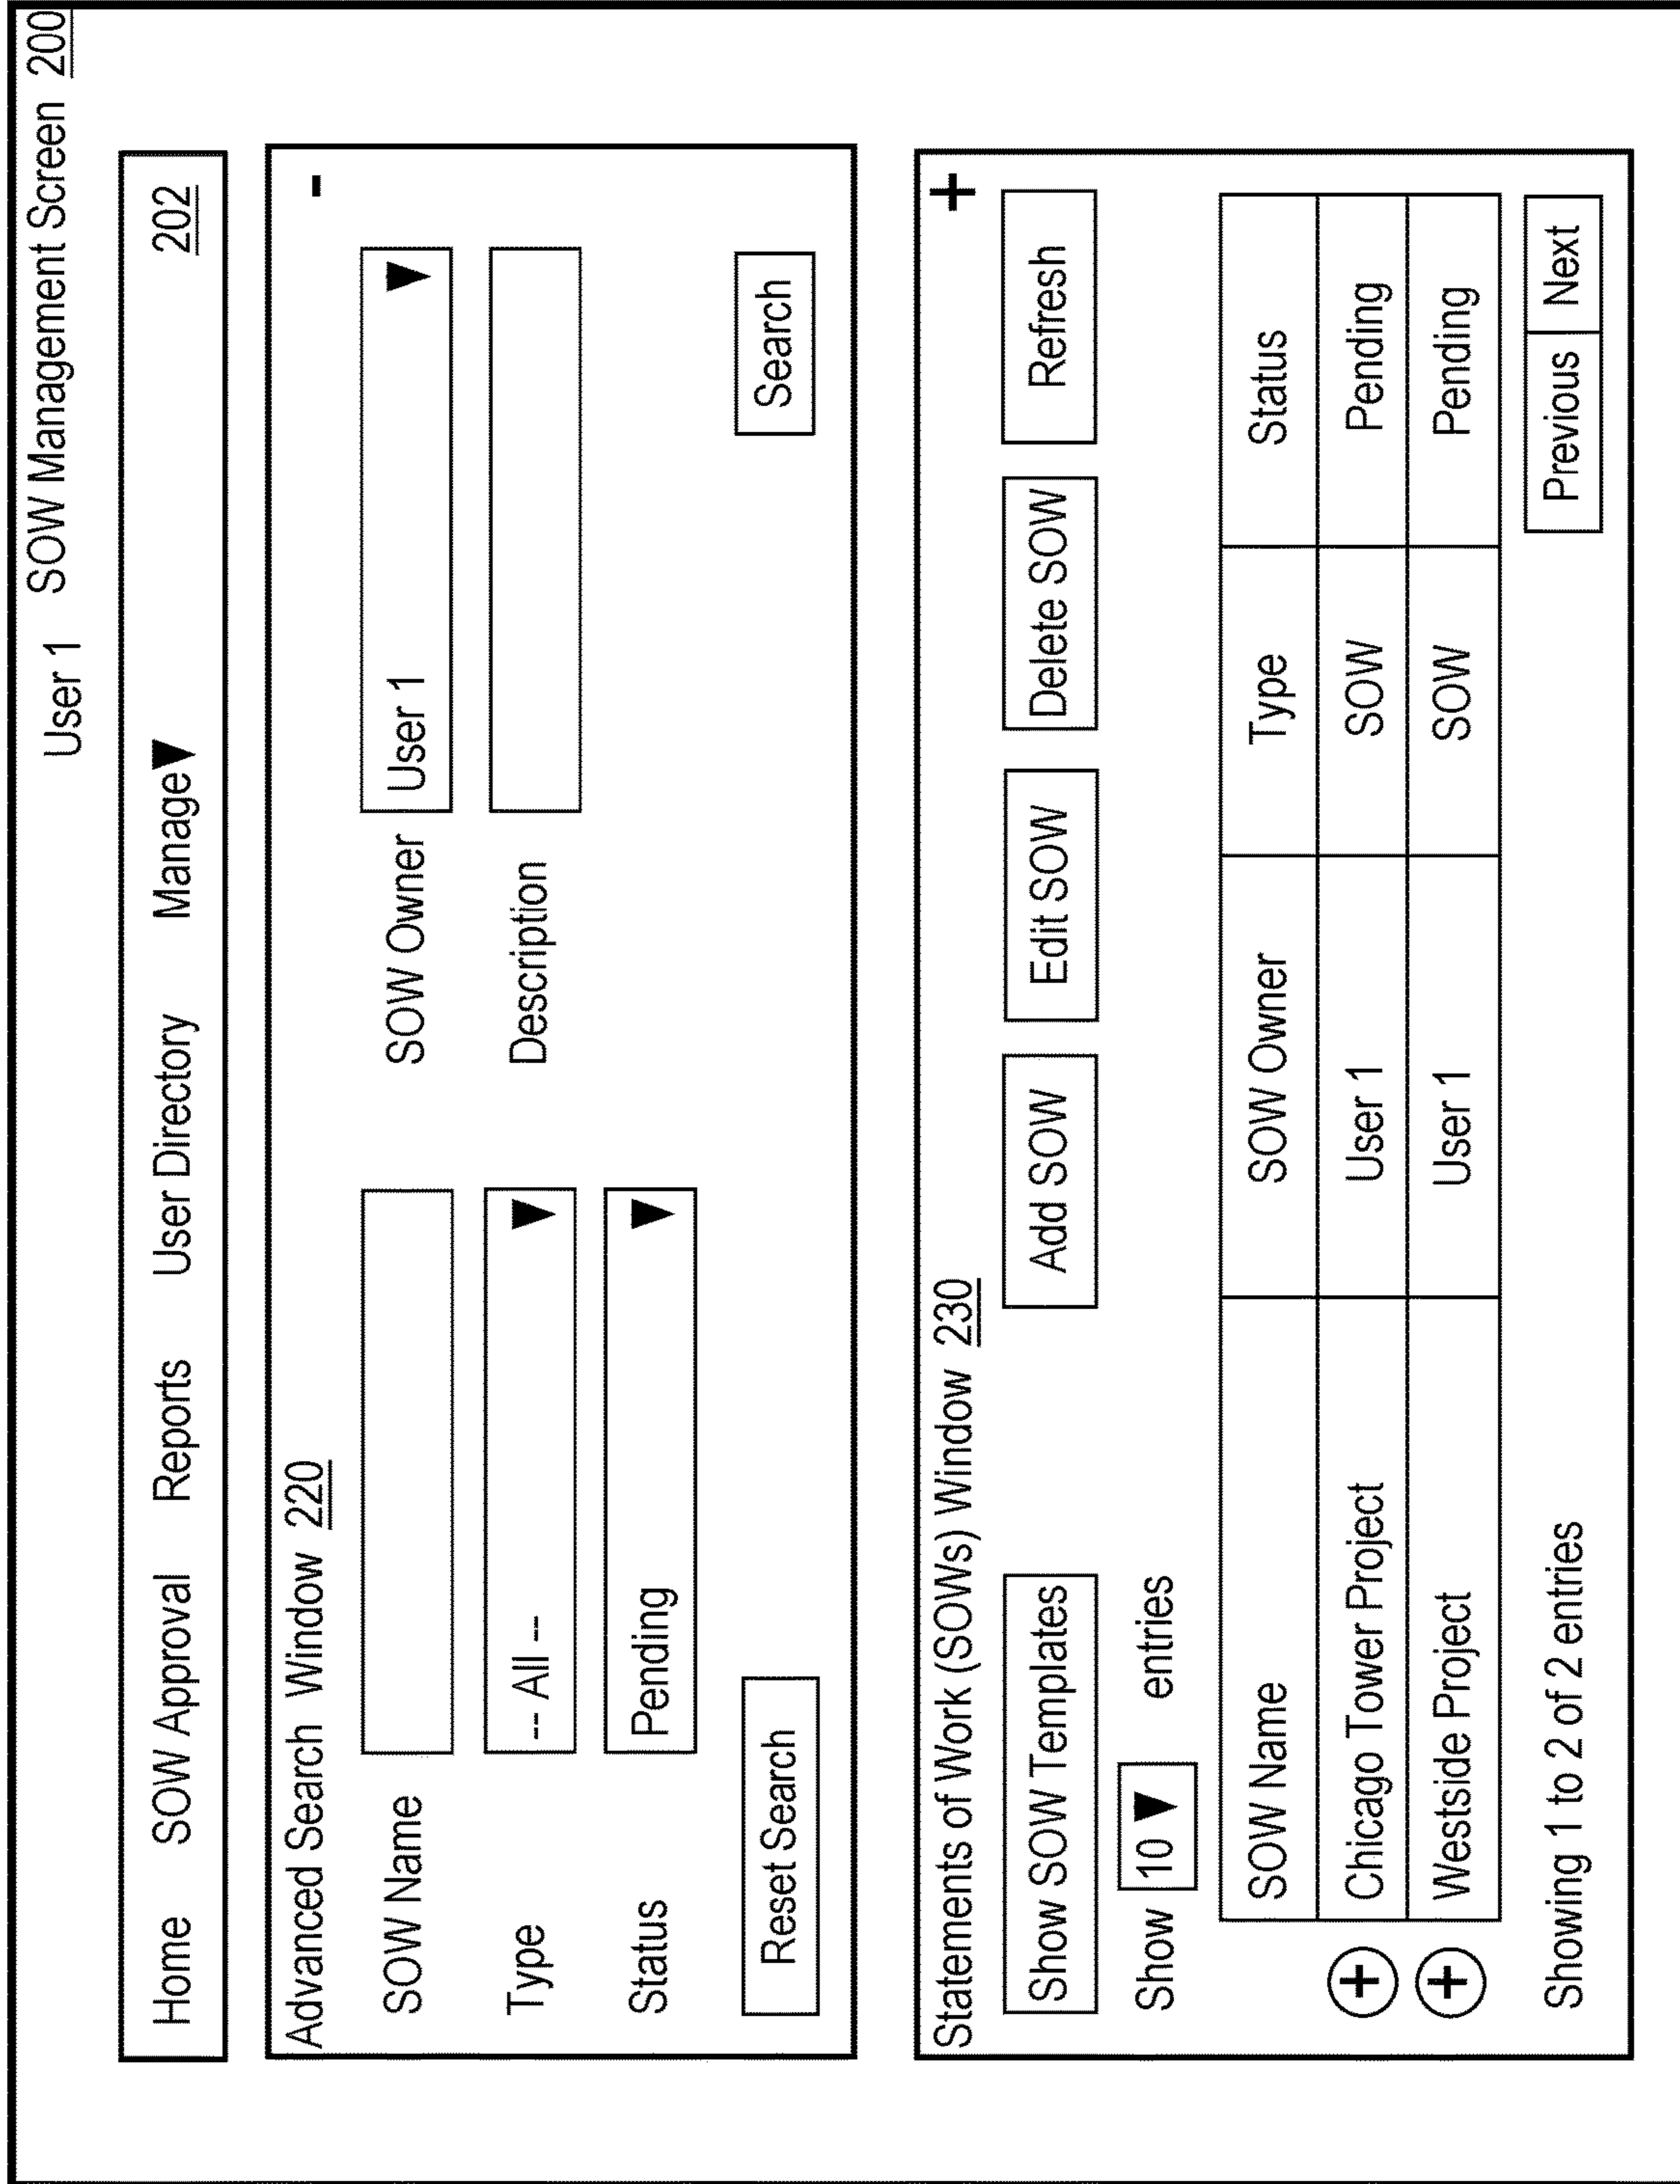 User 1 SOW Management Screen 200
Home SOW Approval Reports User Directory Manage▼ 202
Advanced Search Window 220 -
SOW Name SOW Owner User 1 ▼
Type -- All -- ▼ Description
Status Pending ▼
Reset Search Search
Statements of Work (SOWs) Window 230 +
Show SOW Templates Add SOW Edit SOW Delete SOW Refresh
Show 10 ▼ entries
SOW Name SOW Owner Type Status
+ Chicago Tower Project User 1 SOW Pending
+ Westside Project User 1 SOW Pending
Showing 1 to 2 of 2 entries Previous Next